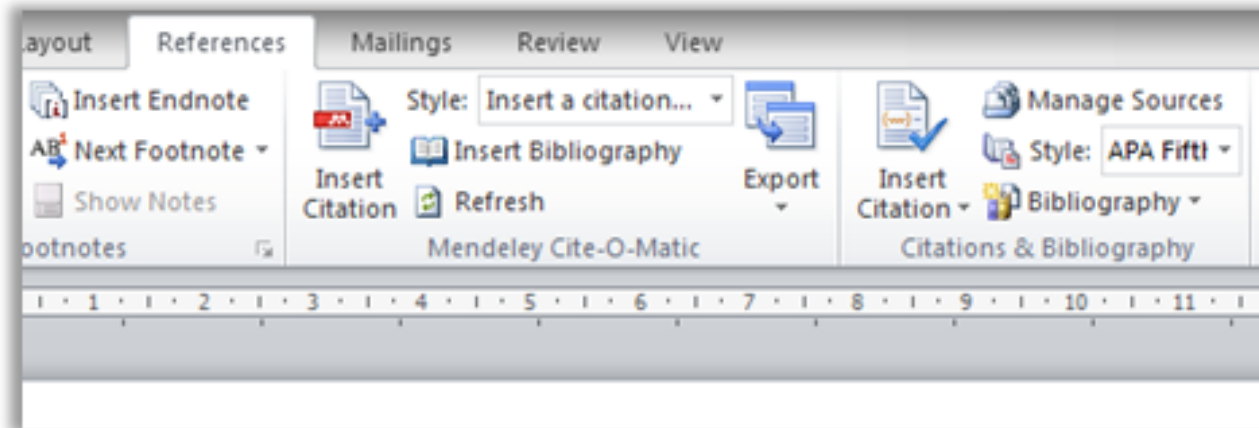 ayout References Mailings Review View
Insert Endnote
Next Footnote
Show Notes
ootnotes
Insert Citation
Style: Insert a citation...
Insert Bibliography
Refresh
Export
Mendeley Cite-O-Matic
Insert Citation
Manage Sources
Style: APA Fifth
Bibliography
Citations & Bibliography
1 2 3 4 5 6 7 8 9 10 11